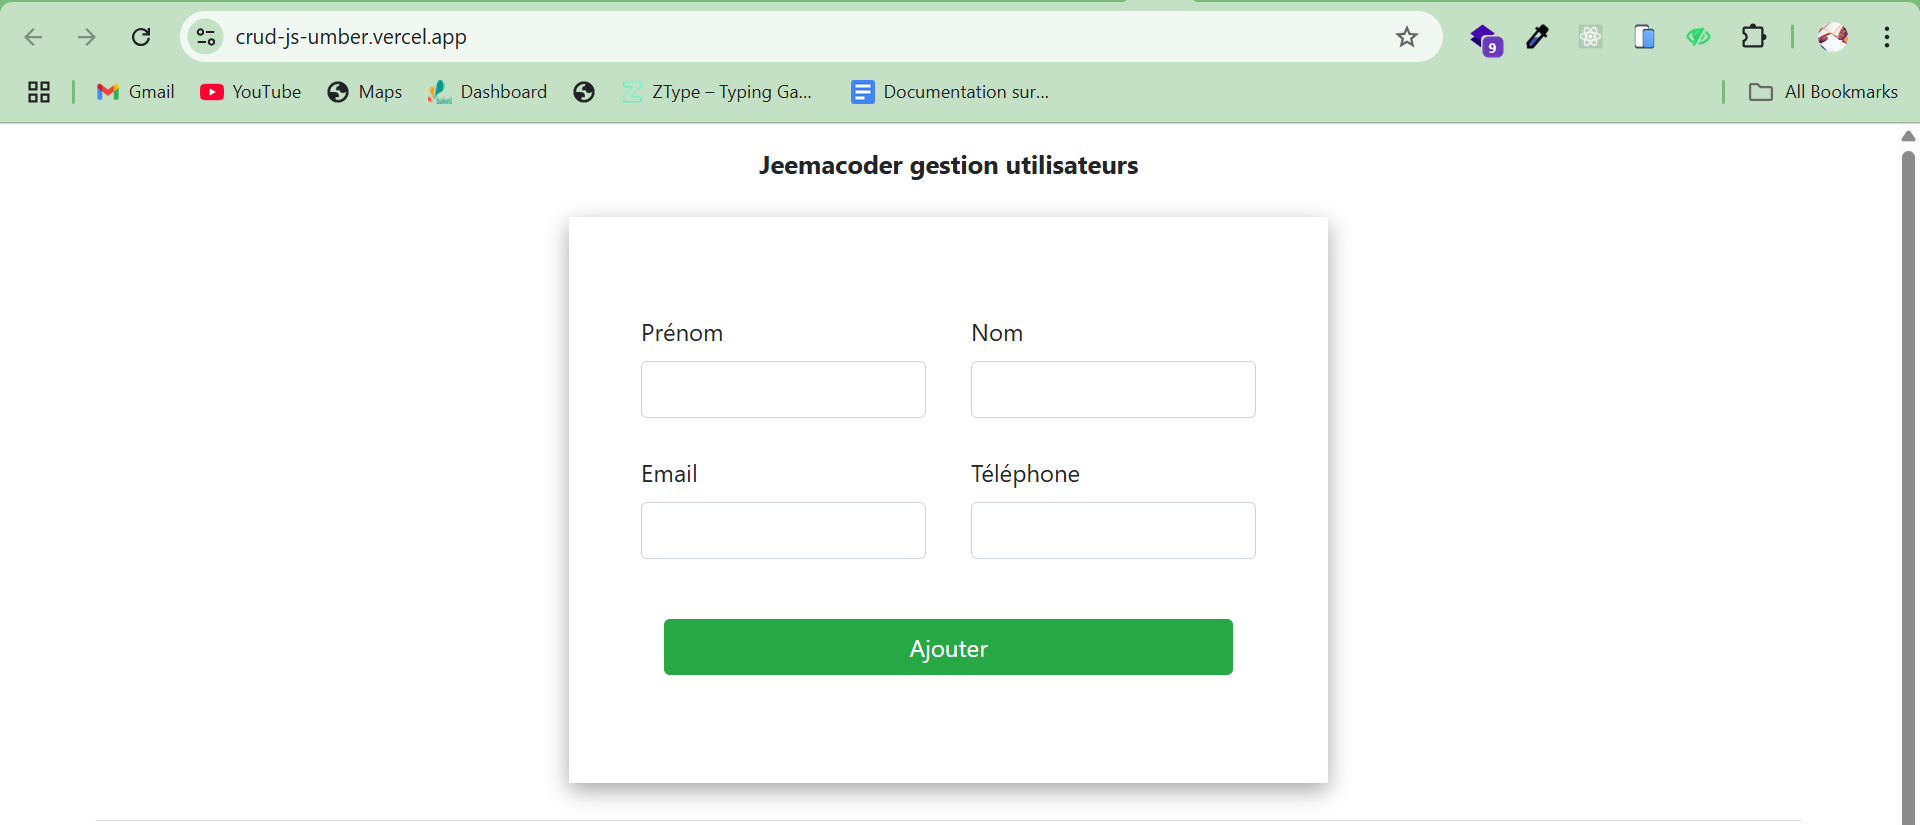 crud-js-umber.vercel.app
9
Gmail YouTube Maps Dashboard ZType – Typing Ga... Documentation sur... All Bookmarks
Jeemacoder gestion utilisateurs
Prénom Nom
Email Téléphone
Ajouter